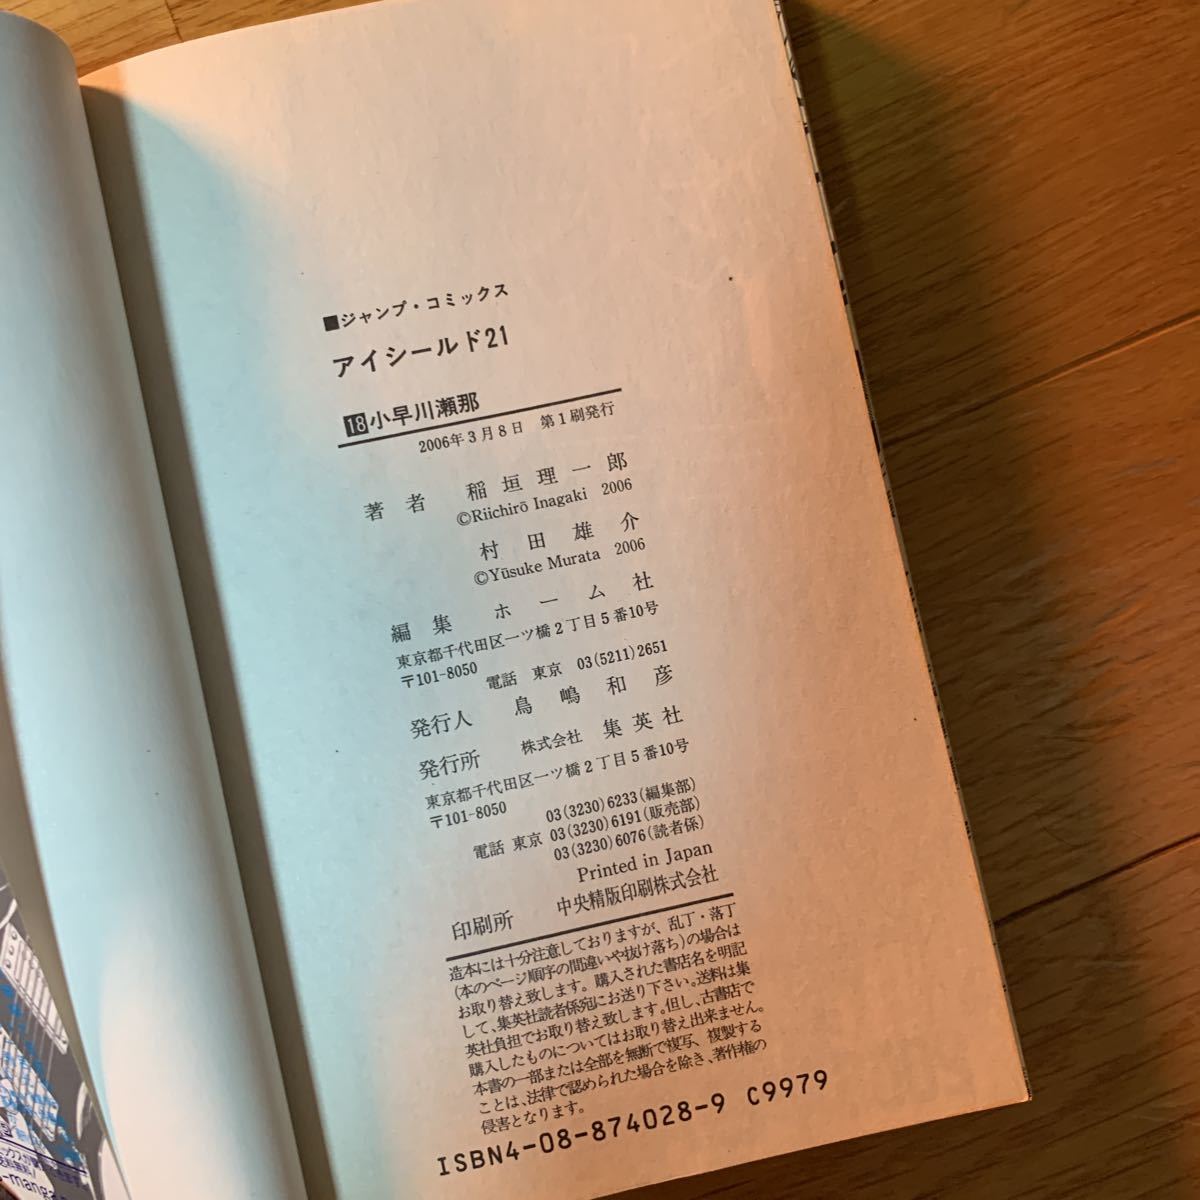 ■ジャンプ・コミックス
アイシールド21
18小早川瀬那
2006年3月8日 第1刷発行
著者 稲垣理一郎
©Riichirō Inagaki 2006
村田雄介
©Yūsuke Murata 2006
編集 ホーム社
東京都千代田区一ツ橋2丁目5番10号
〒101-8050
電話 東京 03(5211)2651
発行人 鳥嶋和彦
発行所 株式会社 集英社
東京都千代田区一ツ橋2丁目5番10号
〒101-8050
03(3230)6233(編集部)
電話 東京 03(3230)6191(販売部)
03(3230)6076(読者係)
Printed in Japan
印刷所 中央精版印刷株式会社
造本には十分注意しておりますが、乱丁・落丁
(本のページ順序の間違いや抜け落ち)の場合は
お取り替え致します。購入された書店名を明記
して、集英社読者係宛にお送り下さい。送料は集
英社負担でお取り替え致します。但し、古書店で
購入したものについてはお取り替え出来ません。
本書の一部または全部を無断で複写、複製する
ことは、法律で認められた場合を除き、著作権の
侵害となります。
ISBN4-08-874028-9 C9979